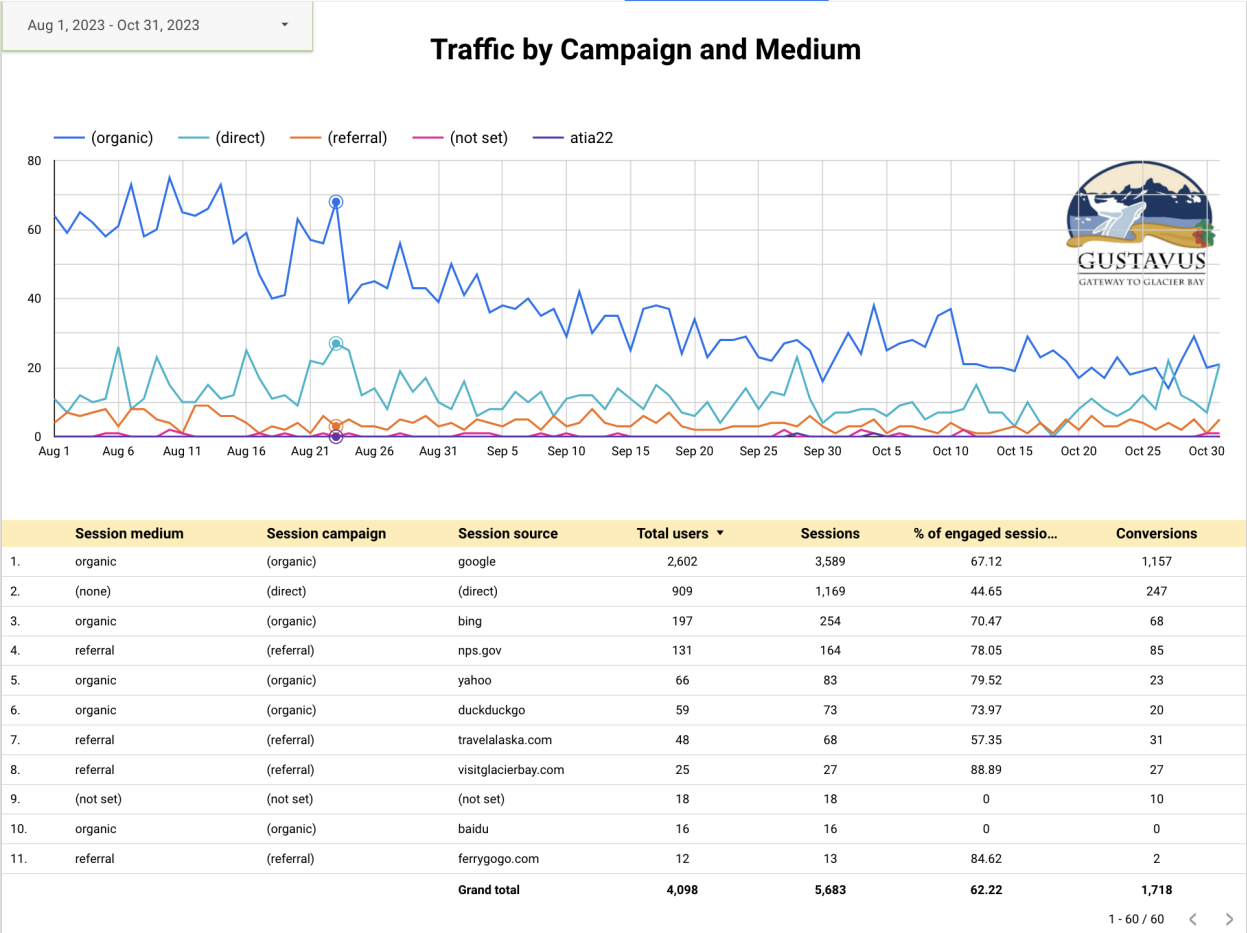 Aug 1, 2023 - Oct 31, 2023
Traffic by Campaign and Medium
(organic) (direct) (referral) (not set) atia22
80
60
40
20
0
GUSTAVUS
GATEWAY TO GLACIER BAY
Aug 1 Aug 6 Aug 11 Aug 16 Aug 21 Aug 26 Aug 31 Sep 5 Sep 10 Sep 15 Sep 20 Sep 25 Sep 30 Oct 5 Oct 10 Oct 15 Oct 20 Oct 25 Oct 30
Session medium Session campaign Session source Total users Sessions % of engaged sessio... Conversions
1. organic (organic) google 2,602 3,589 67.12 1,157
2. (none) (direct) (direct) 909 1,169 44.65 247
3. organic (organic) bing 197 254 70.47 68
4. referral (referral) nps.gov 131 164 78.05 85
5. organic (organic) yahoo 66 83 79.52 23
6. organic (organic) duckduckgo 59 73 73.97 20
7. referral (referral) travelalaska.com 48 68 57.35 31
8. referral (referral) visitglacierbay.com 25 27 88.89 27
9. (not set) (not set) (not set) 18 18 0 10
10. organic (organic) baidu 16 16 0 0
11. referral (referral) ferrygogo.com 12 13 84.62 2
Grand total 4,098 5,683 62.22 1,718
1 - 60 / 60